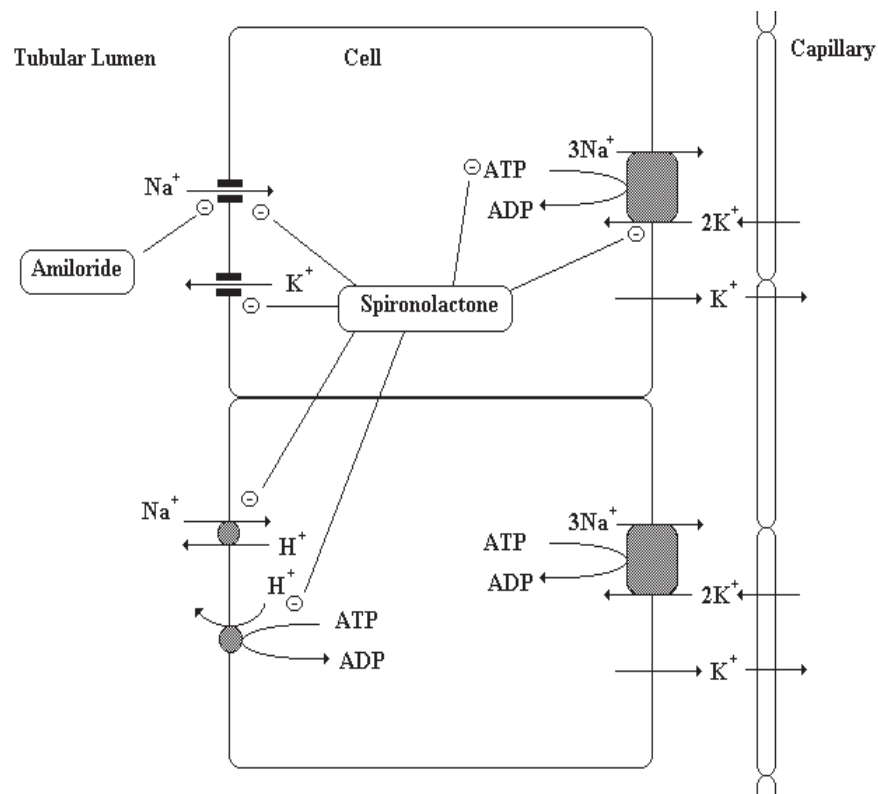 Tubular Lumen
Cell
Capillary
3Na⁺
⊖ ATP
Na⁺
ADP
⊖
⊖
2K⁺
⊖
Amiloride
K⁺
Spironolactone
K⁺
⊖
⊖
Na⁺
3Na⁺
H⁺
ATP
H⁺
ADP
⊖
2K⁺
ATP
ADP
K⁺